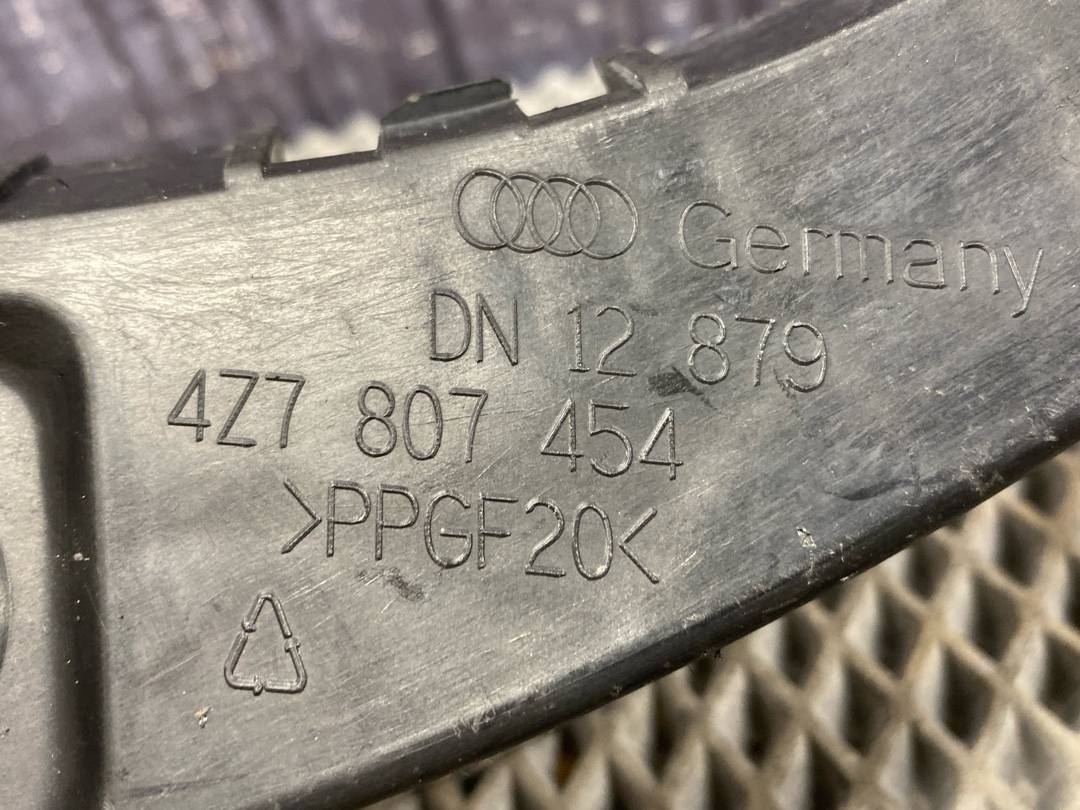 Germany
DN 12 879
4Z7 807 454
>PPGF20<